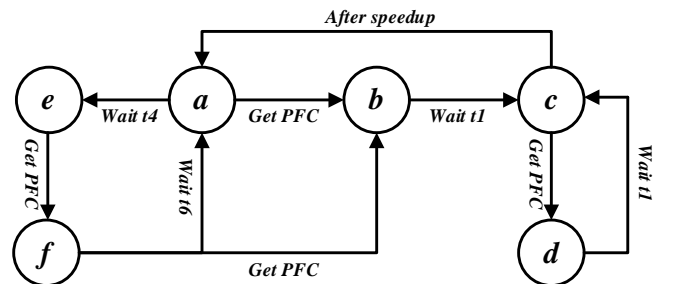 After speedup
e
Wait t4
a
Get PFC
b
Wait t1
c
Get PFC
Wait t6
Get PFC
Wait t1
f
Get PFC
d